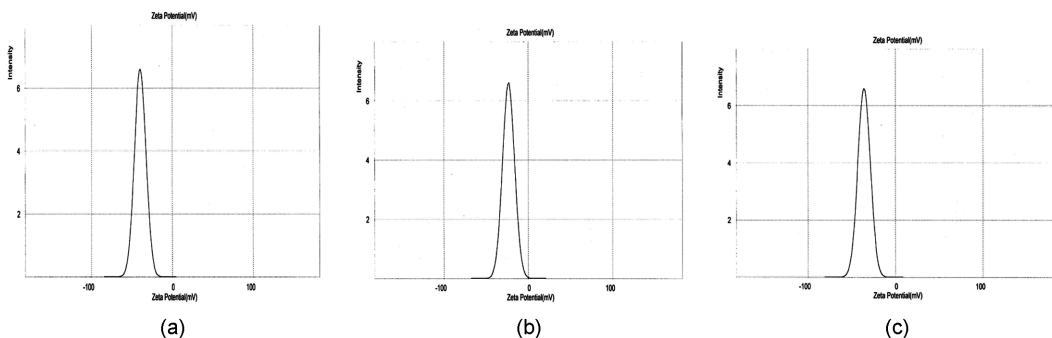 Zeta Potential(mV)
Intensity
6
4
2
-100
0
100
Zeta Potential(mV)
(a)
Zeta Potential(mV)
Intensity
6
4
2
-100
0
100
Zeta Potential(mV)
(b)
Zeta Potential(mV)
Intensity
6
4
2
-100
0
100
Zeta Potential(mV)
(c)